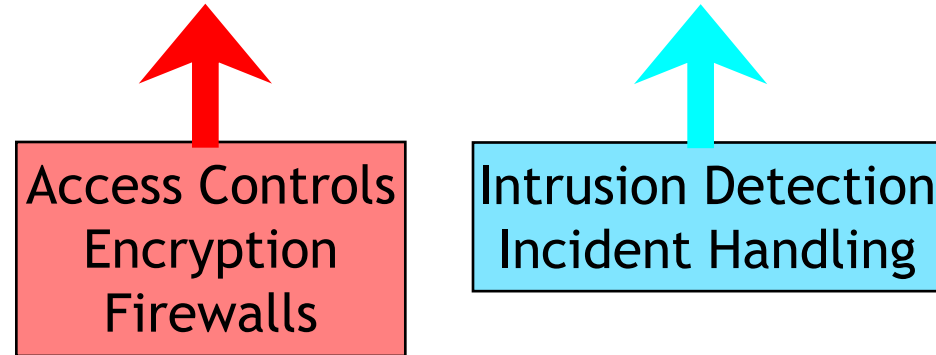 Access Controls
Encryption
Firewalls
Intrusion Detection
Incident Handling